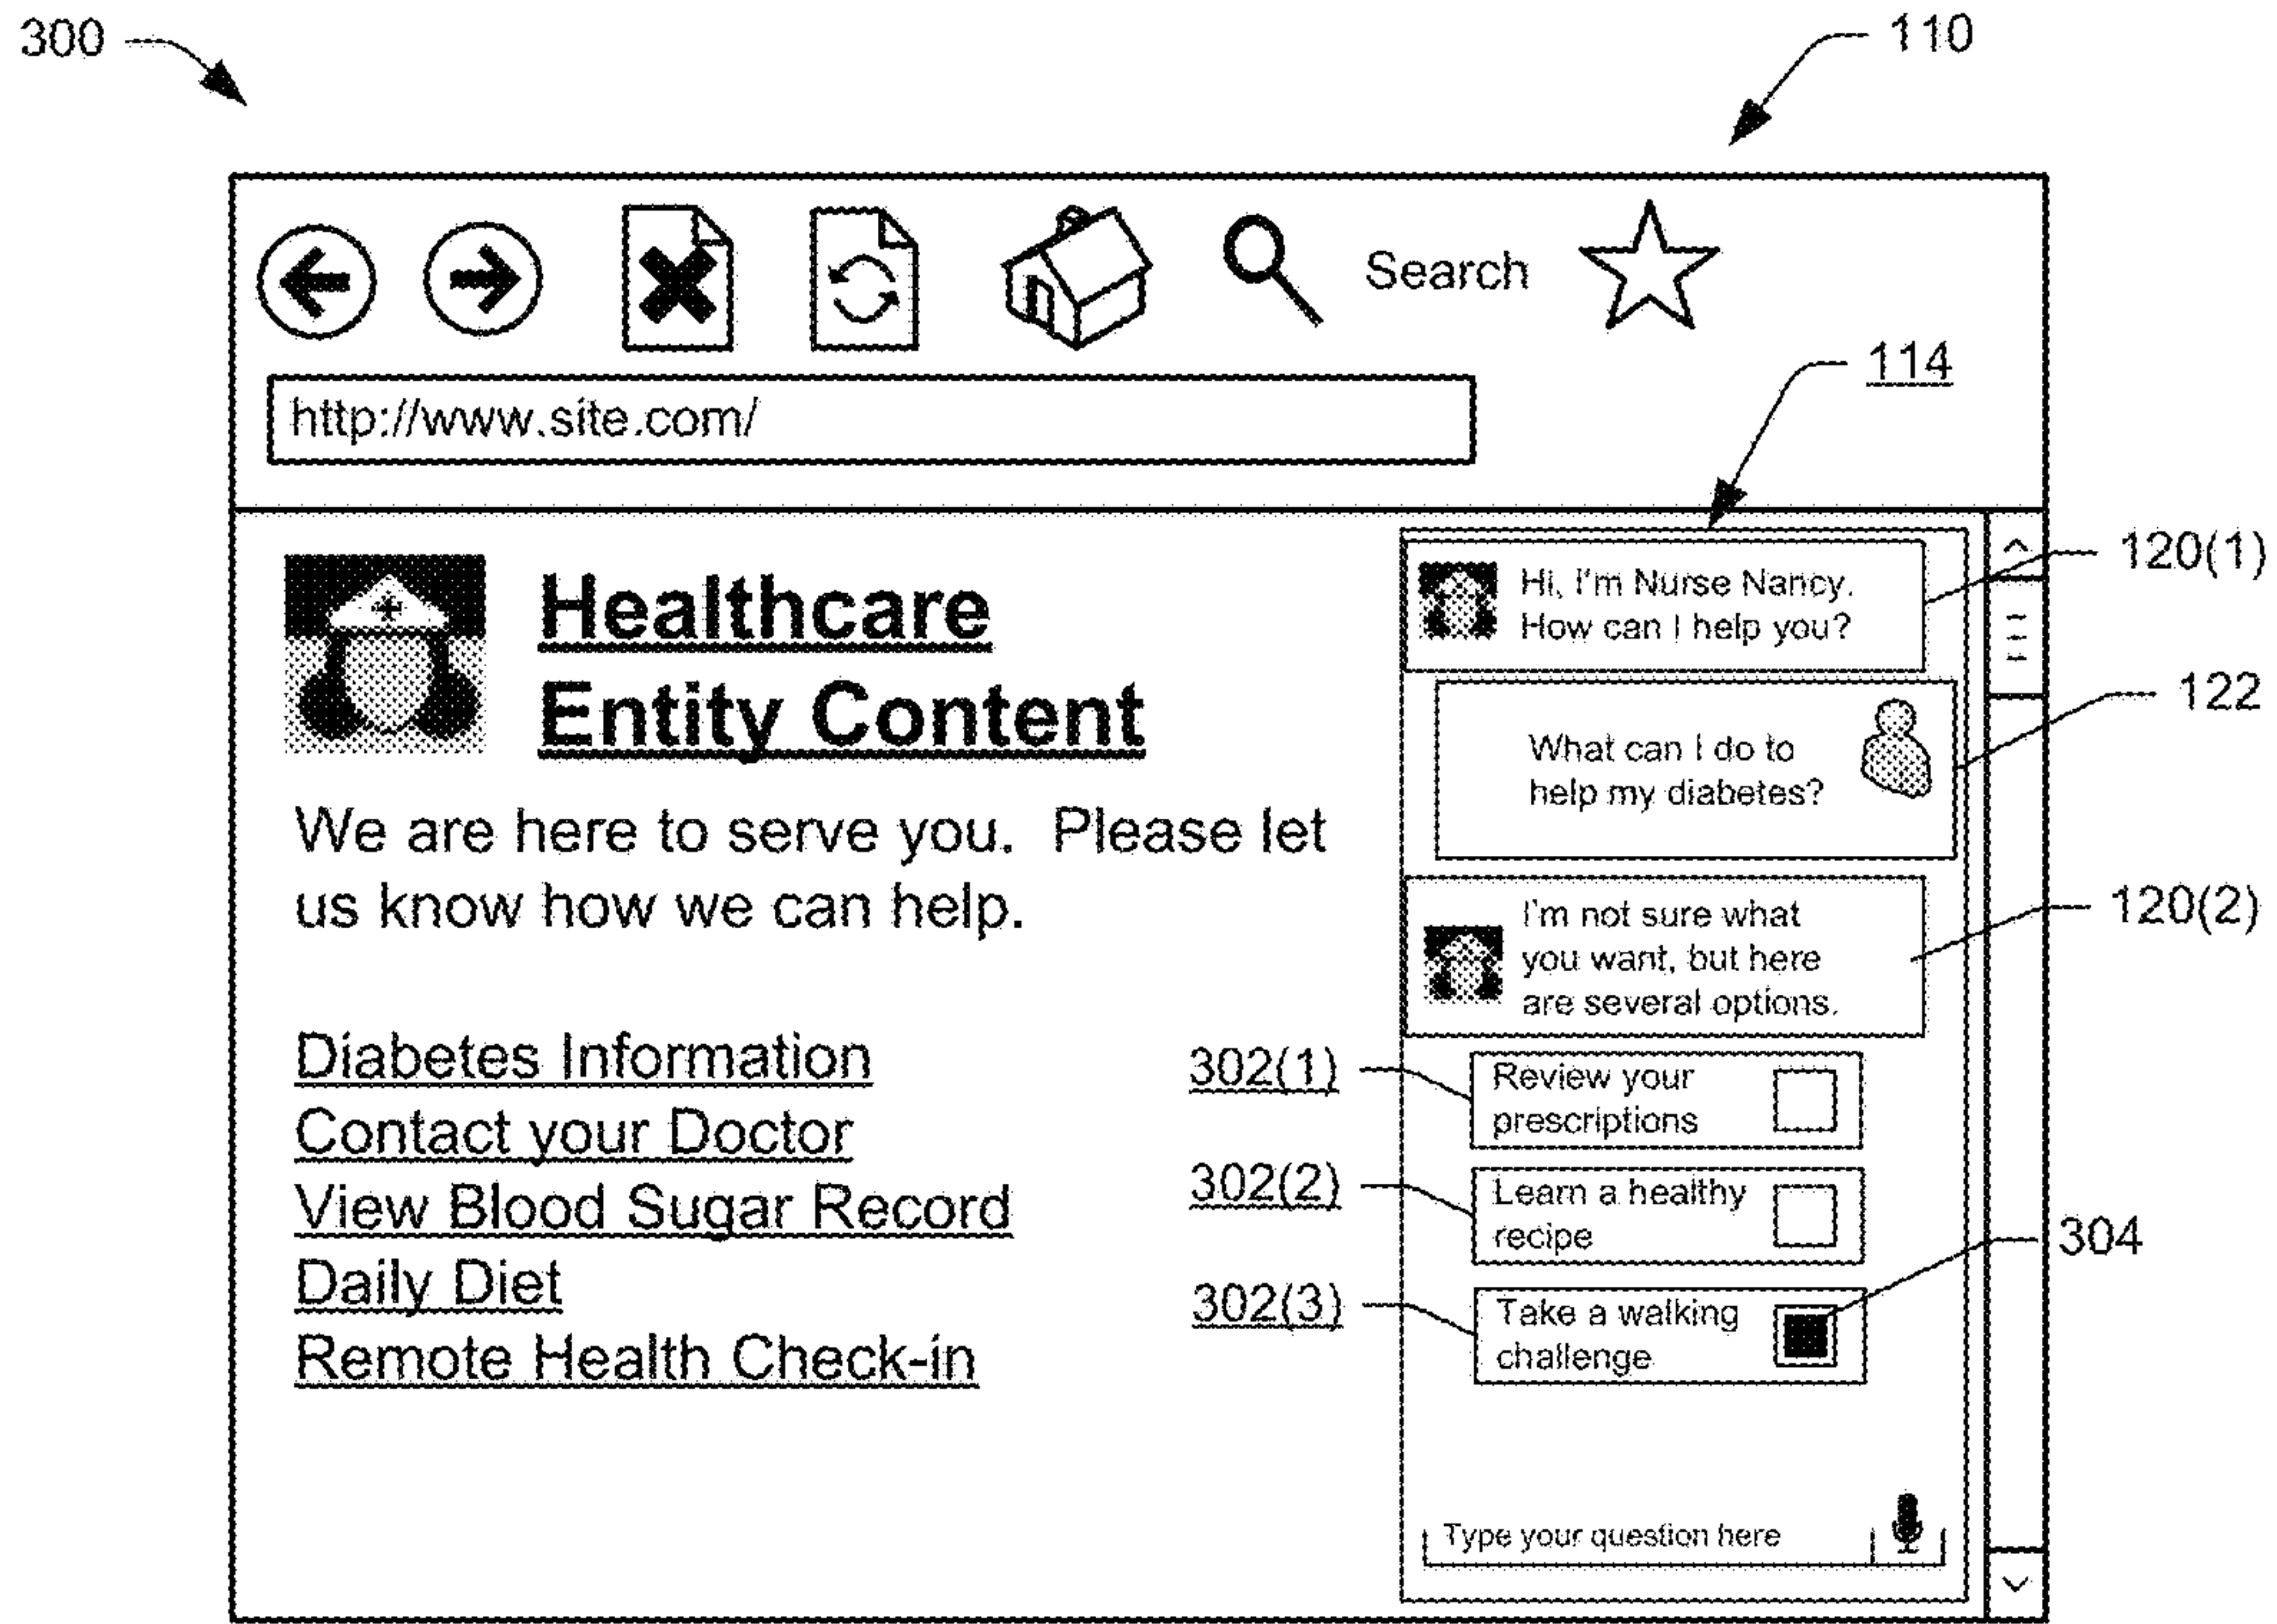 300
110
Search
114
http://www.site.com/
Healthcare
Entity Content
We are here to serve you. Please let
us know how we can help.
Diabetes Information
Contact your Doctor
View Blood Sugar Record
Daily Diet
Remote Health Check-in
Hi, I'm Nurse Nancy.
How can I help you?
120(1)
What can I do to
help my diabetes?
122
I'm not sure what
you want, but here
are several options.
120(2)
302(1)
Review your
prescriptions
302(2)
Learn a healthy
recipe
304
302(3)
Take a walking
challenge
Type your question here